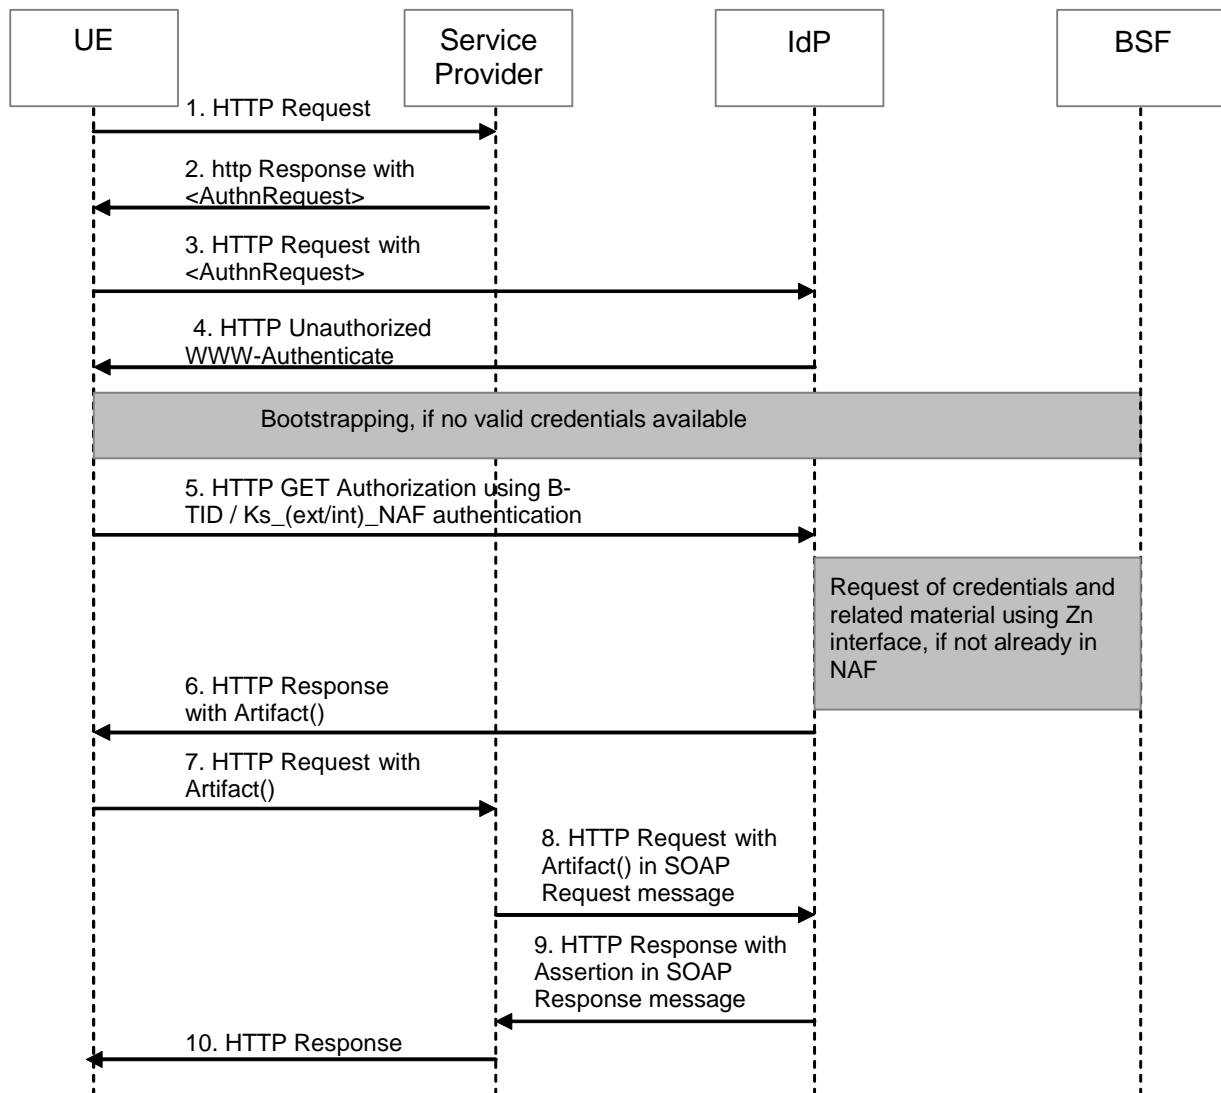 UE
Service
Provider
IdP
BSF
1. HTTP Request
2. http Response with
<AuthnRequest>
3. HTTP Request with
<AuthnRequest>
4. HTTP Unauthorized
WWW-Authenticate
Bootstrapping, if no valid credentials available
5. HTTP GET Authorization using B-
TID / Ks_(ext/int)_NAF authentication
Request of credentials and
related material using Zn
interface, if not already in
NAF
6. HTTP Response
with Artifact()
7. HTTP Request with
Artifact()
8. HTTP Request with
Artifact() in SOAP
Request message
9. HTTP Response with
Assertion in SOAP
Response message
10. HTTP Response